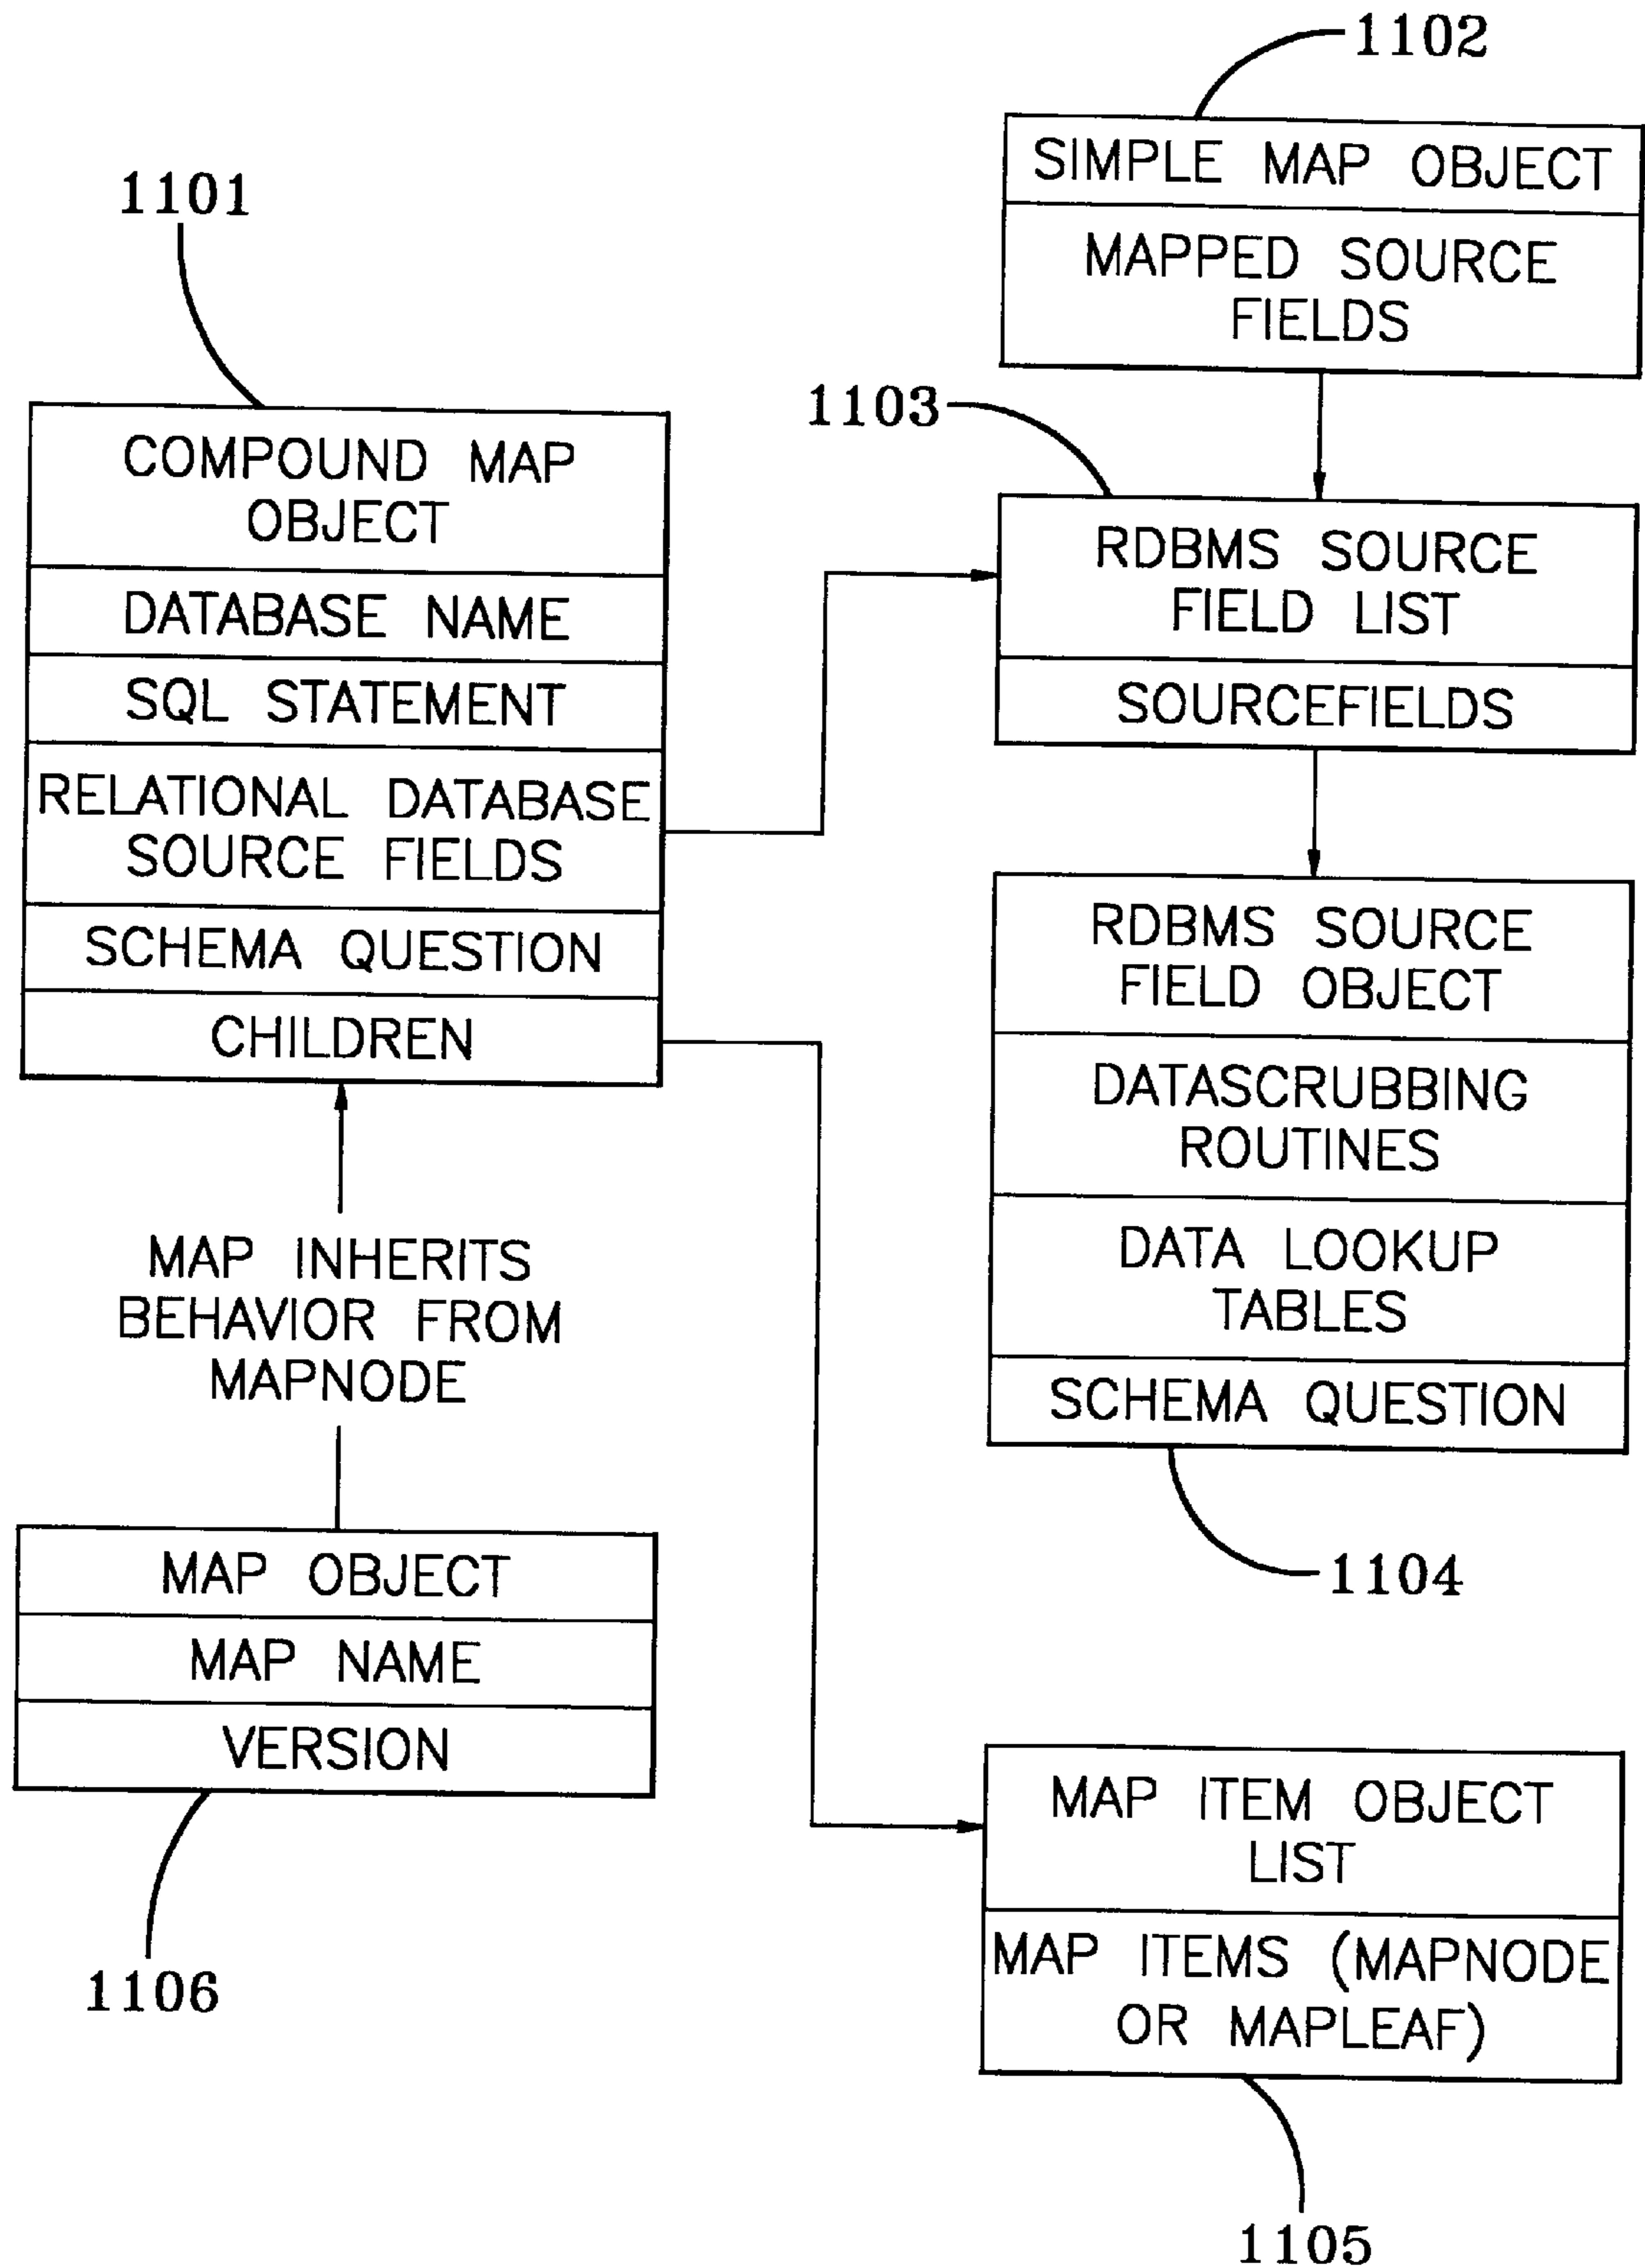 1102
SIMPLE MAP OBJECT
MAPPED SOURCE
FIELDS
1101
COMPOUND MAP
OBJECT
DATABASE NAME
SQL STATEMENT
RELATIONAL DATABASE
SOURCE FIELDS
SCHEMA QUESTION
CHILDREN
1103
RDBMS SOURCE
FIELD LIST
SOURCEFIELDS
RDBMS SOURCE
FIELD OBJECT
DATASCRUBBING
ROUTINES
DATA LOOKUP
TABLES
SCHEMA QUESTION
1104
MAP INHERITS
BEHAVIOR FROM
MAPNODE
MAP OBJECT
MAP NAME
VERSION
1106
MAP ITEM OBJECT
LIST
MAP ITEMS (MAPNODE
OR MAPLEAF)
1105